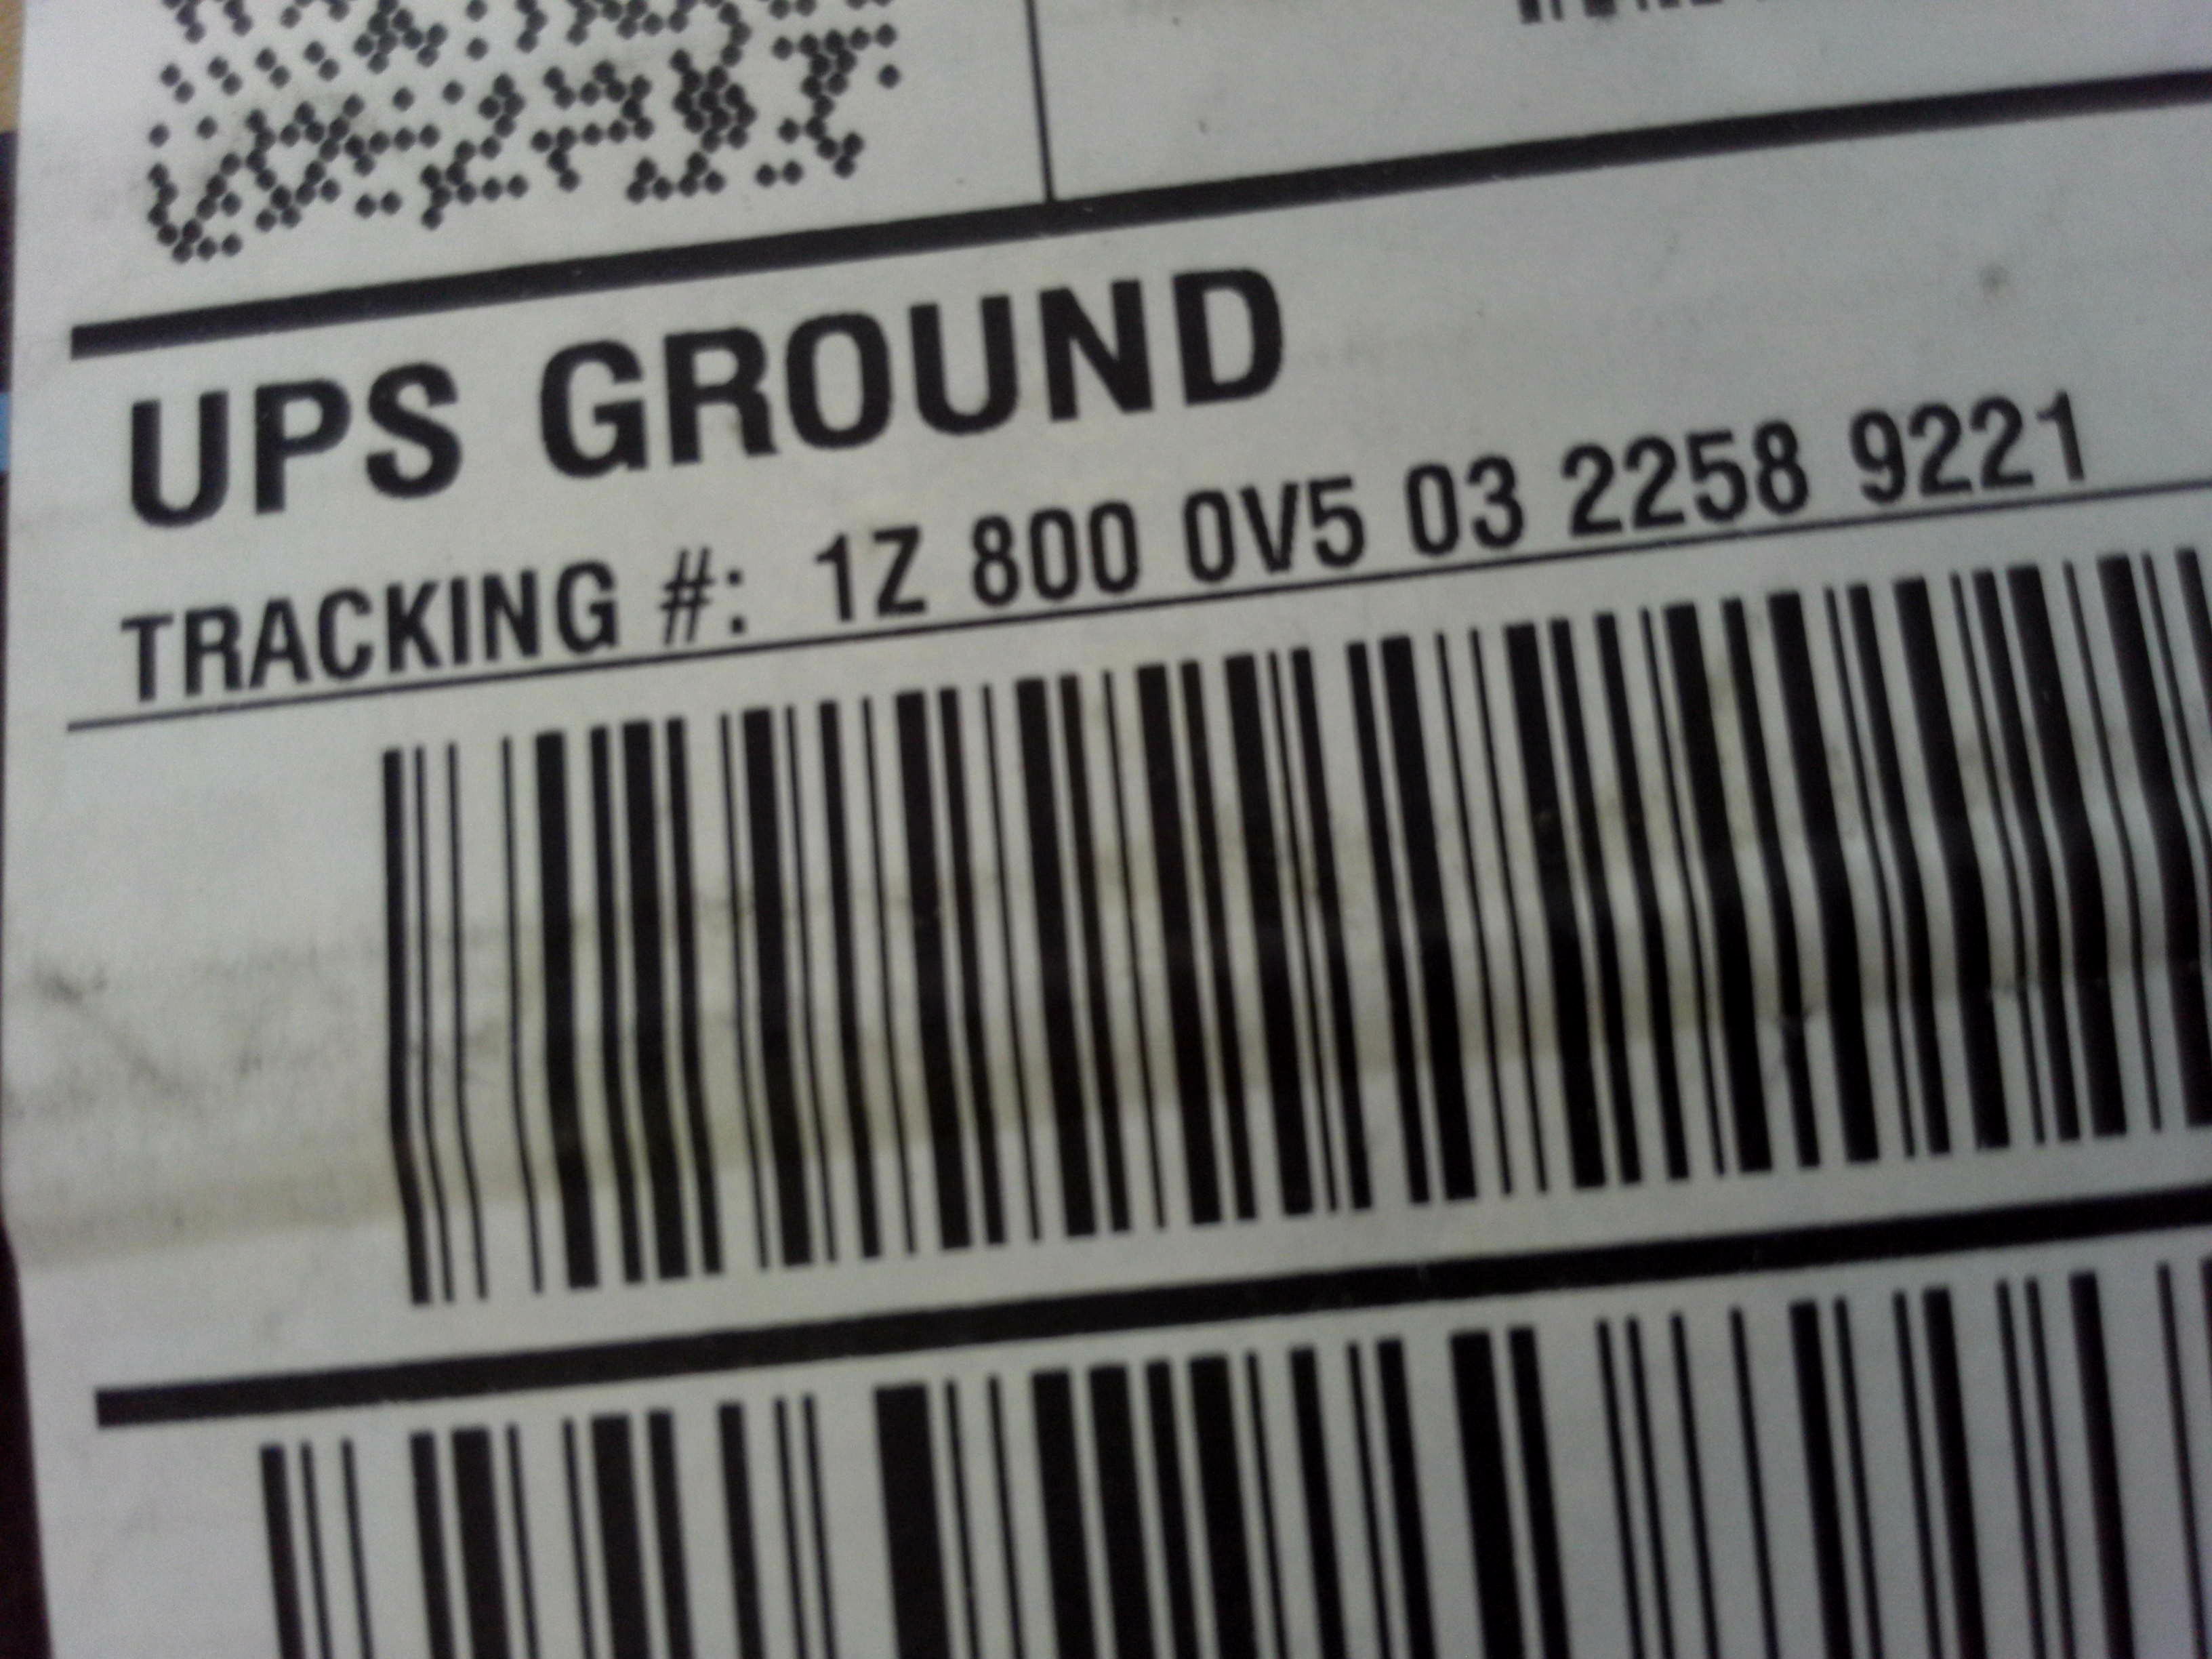 UPS GROUND
TRACKING #: 1Z 800 0V5 03 2258 9221